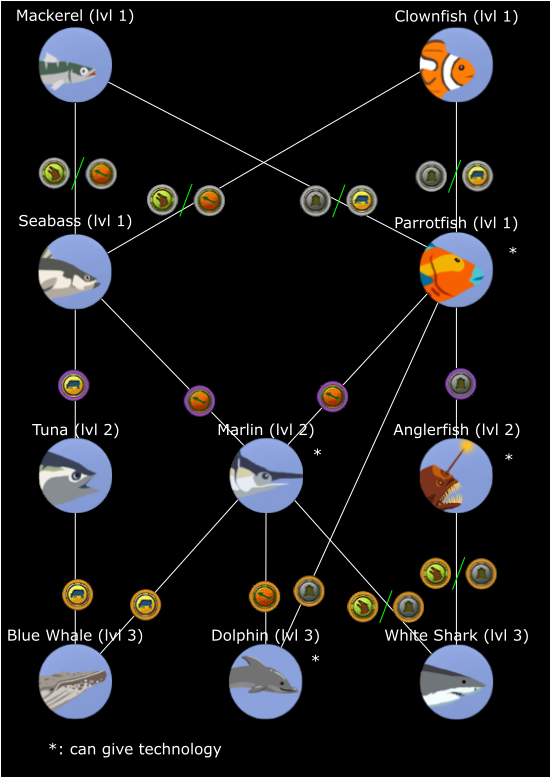 Mackerel (lvl 1)
Clownfish (lvl 1)
Seabass (lvl 1)
Parrotfish (lvl 1)
*
Tuna (lvl 2)
Marlin (lvl 2)
*
Anglerfish (lvl 2)
*
Blue Whale (lvl 3)
Dolphin (lvl 3)
*
White Shark (lvl 3)
*: can give technology